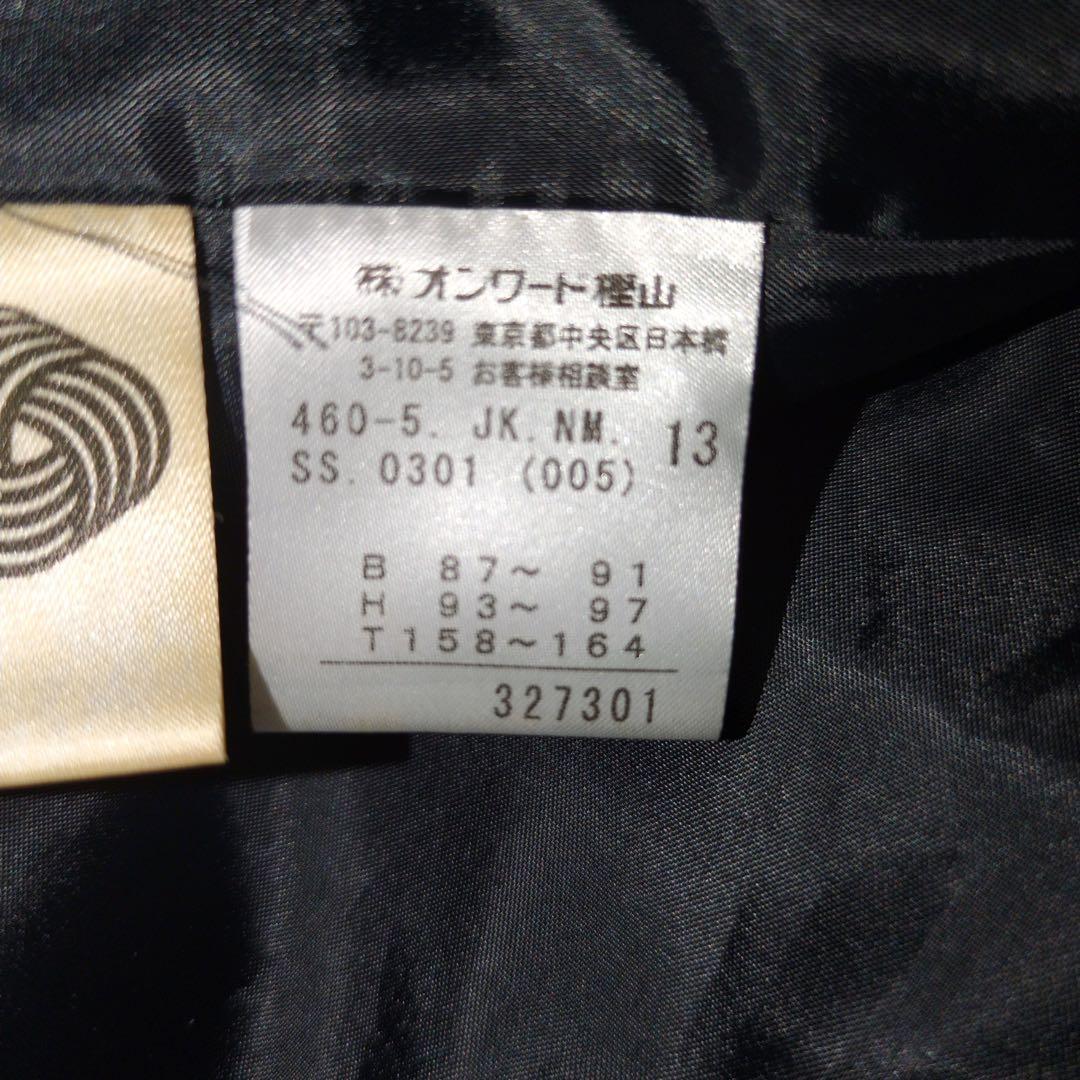 ㈱オンワード樫山
〒103-8239 東京都中央区日本橋
3-10-5 お客様相談室
460-5. JK. NM. 13
SS. 0301 (005)
B 87～ 91
H 93～ 97
T158～164
327301